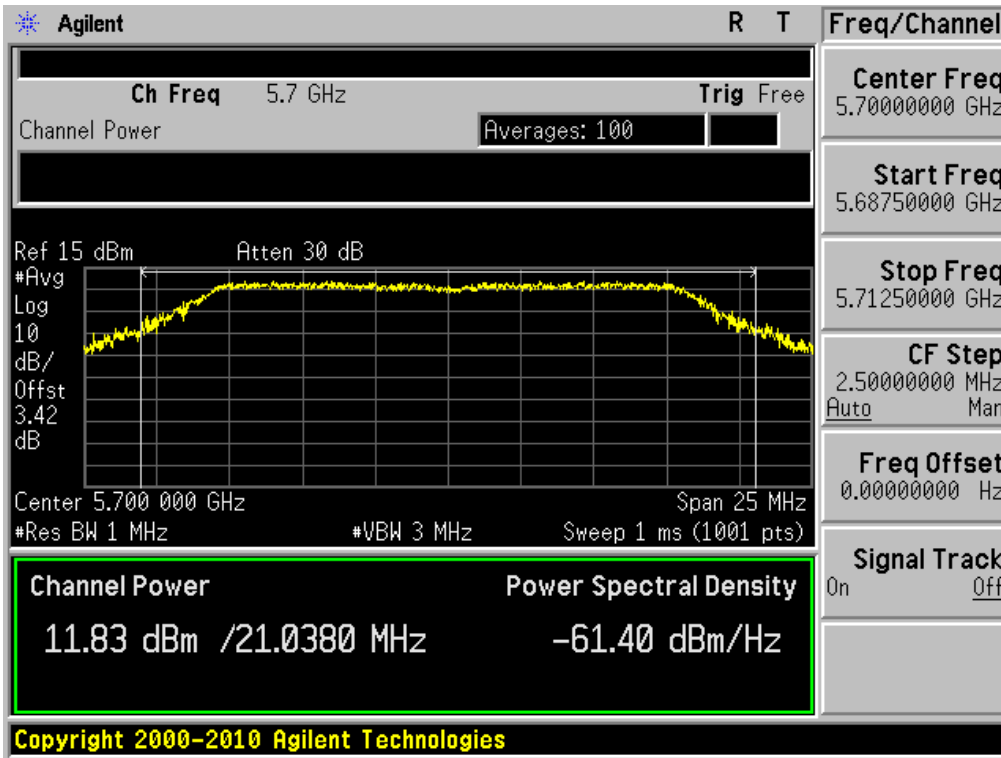 Agilent R T Freq/Channel
Ch Freq 5.7 GHz Trig Free
Channel Power Averages: 100
Center Freq
5.70000000 GHz
Start Freq
5.68750000 GHz
Stop Freq
5.71250000 GHz
CF Step
2.50000000 MHz
Auto Man
Freq Offset
0.00000000 Hz
Signal Track
On Off
Ref 15 dBm Atten 30 dB
#Avg
Log
10
dB/
Offst
3.42
dB
Center 5.700 000 GHz Span 25 MHz
#Res BW 1 MHz #VBW 3 MHz Sweep 1 ms (1001 pts)
Channel Power Power Spectral Density
11.83 dBm /21.0380 MHz -61.40 dBm/Hz
Copyright 2000-2010 Agilent Technologies